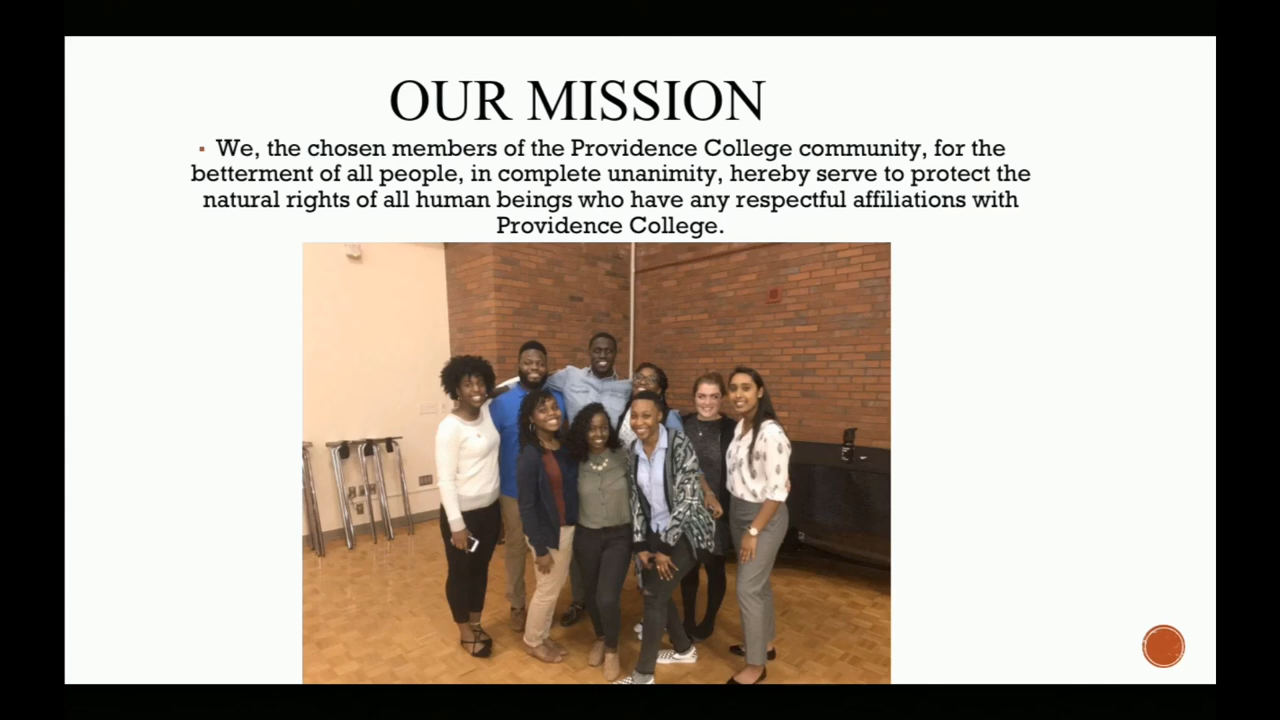 OUR MISSION
▪ We, the chosen members of the Providence College community, for the
betterment of all people, in complete unanimity, hereby serve to protect the
natural rights of all human beings who have any respectful affiliations with
Providence College.